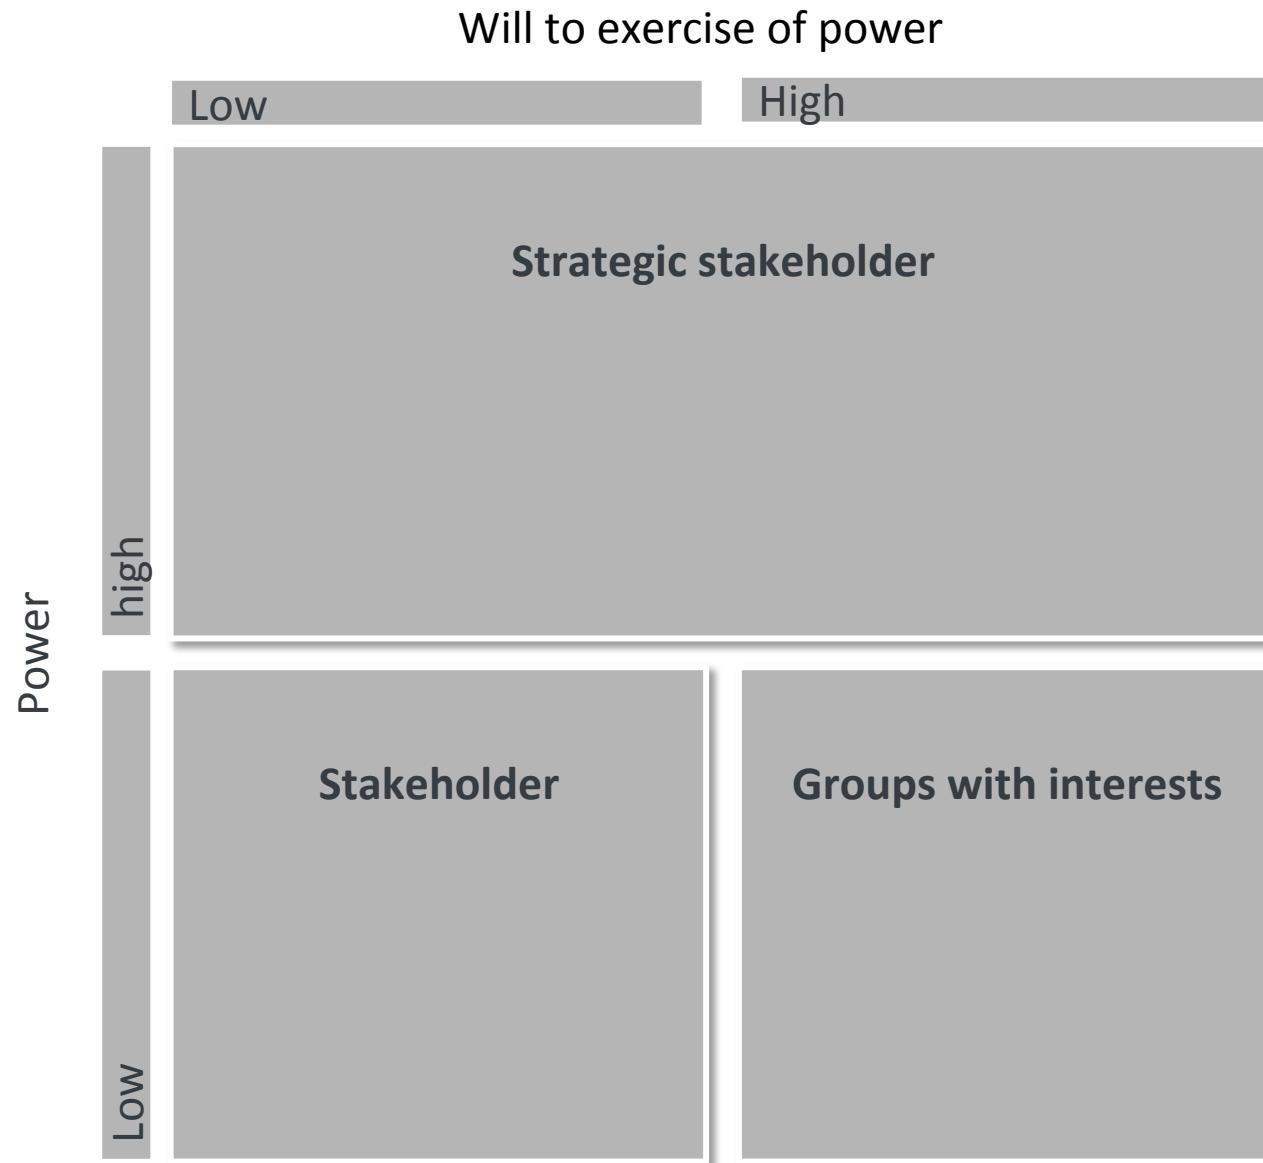 Will to exercise of power
Low
High
Strategic stakeholder
high
Power
Stakeholder
Groups with interests
Low